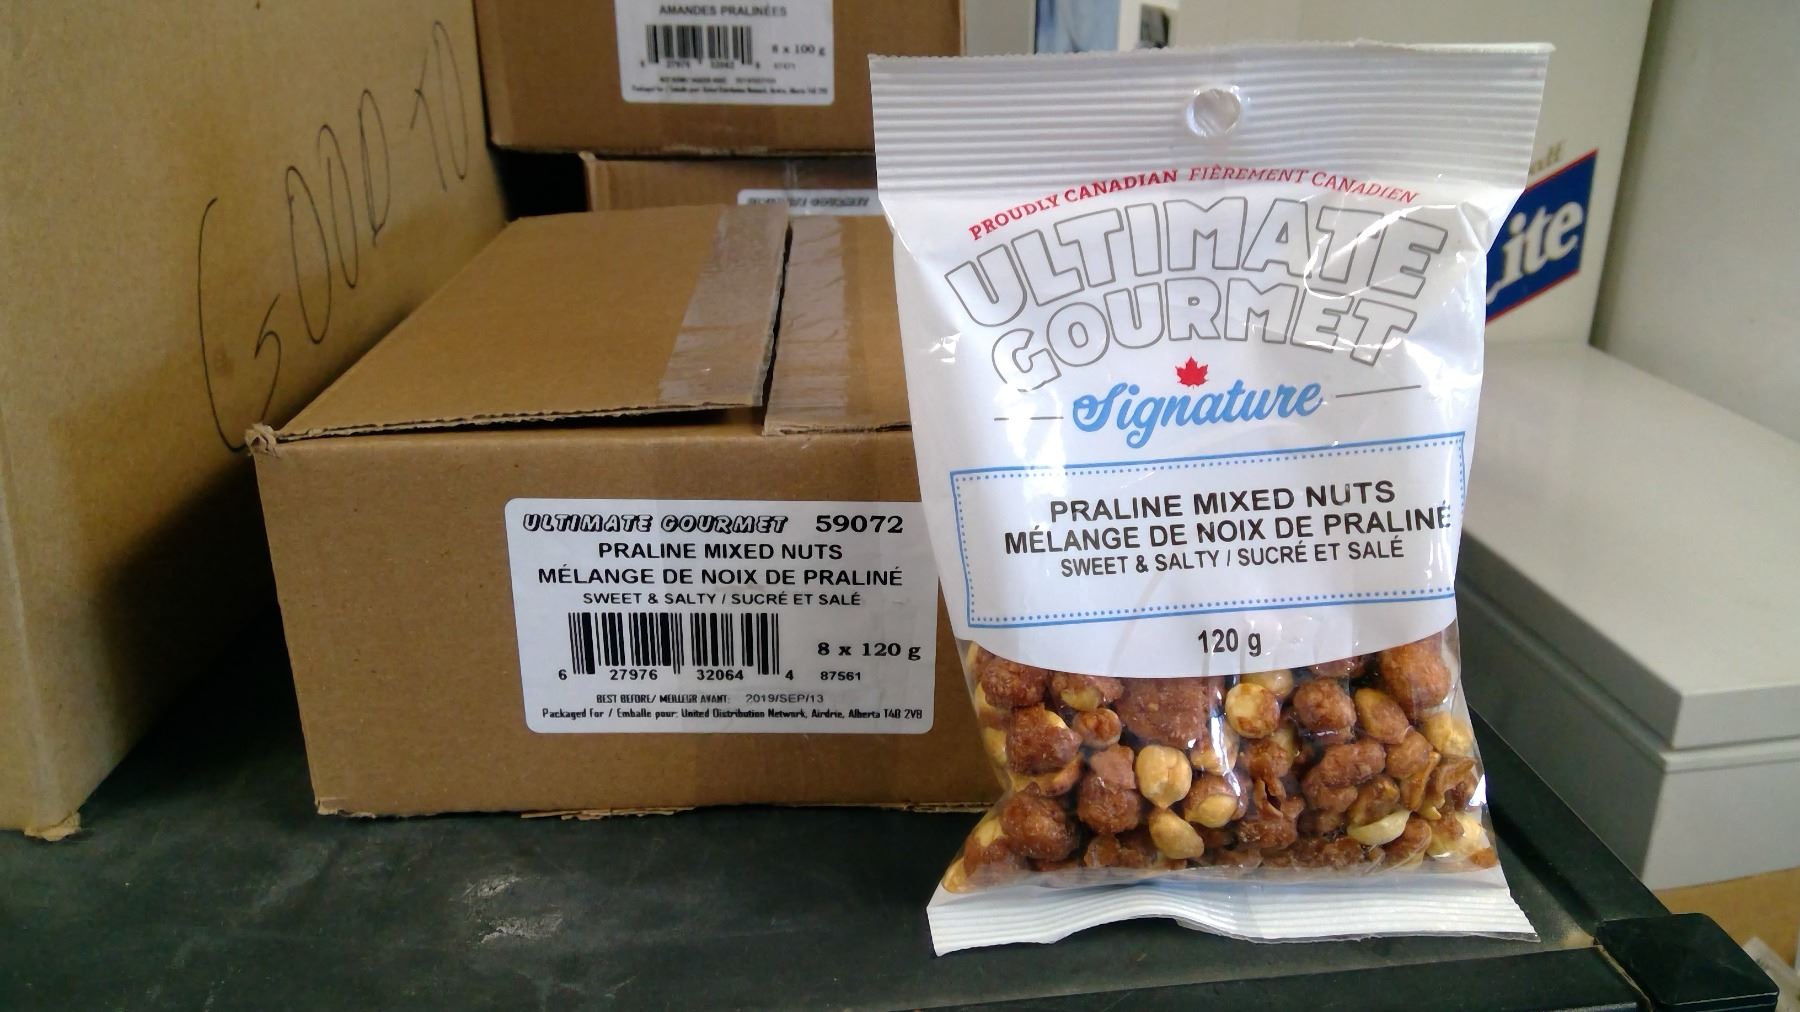 AMANDES PRALINÉES
8 x 100 g
GOOD TO
ULTIMATE GOURMET 59072
PRALINE MIXED NUTS
MÉLANGE DE NOIX DE PRALINÉ
SWEET & SALTY / SUCRÉ ET SALÉ
8 x 120 g
6 27976 32064 4 87561
BEST BEFORE/ MEILLEUR AVANT: 2019/SEP/13
Packaged For / Emballe pour: United Distribution Network, Airdrie, Alberta T4B 2V8
PROUDLY CANADIAN FIÈREMENT CANADIEN
ULTIMATE
GOURMET
Signature
PRALINE MIXED NUTS
MÉLANGE DE NOIX DE PRALINÉ
SWEET & SALTY / SUCRÉ ET SALÉ
120 g
ite